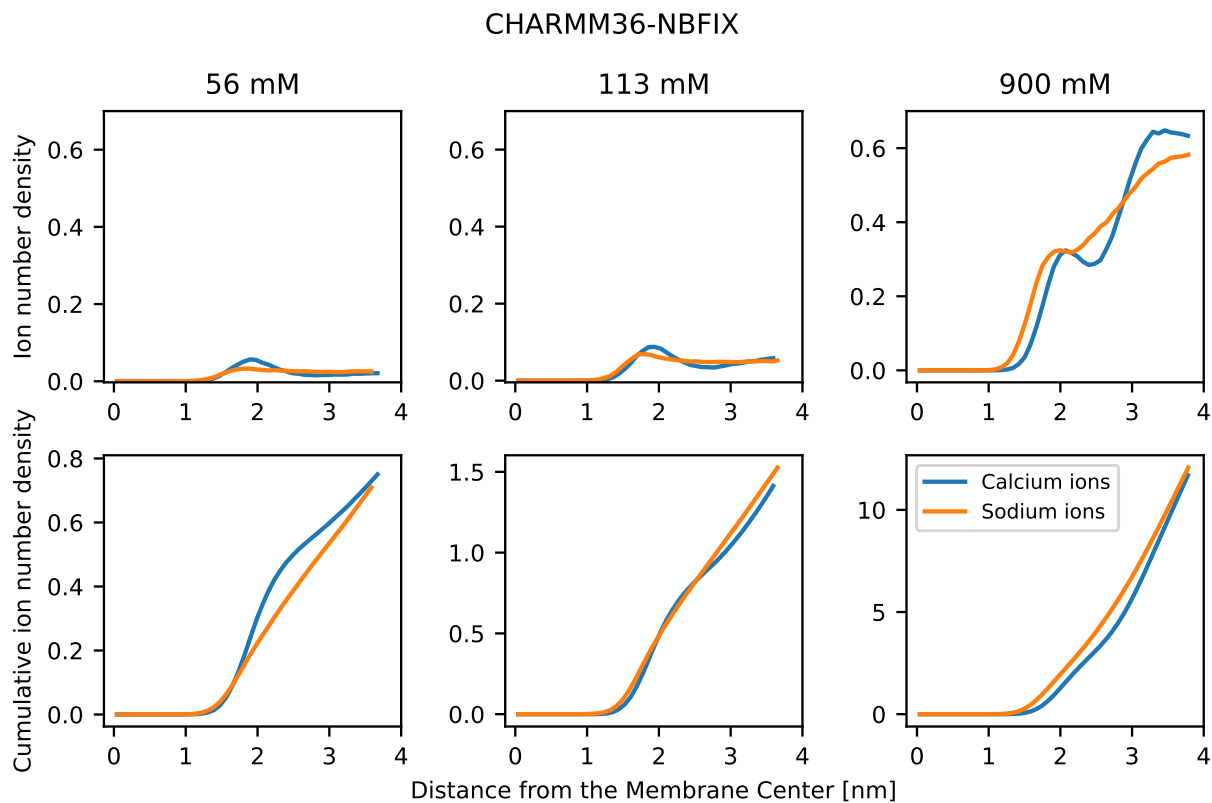 CHARMM36-NBFIX
56 mM
113 mM
900 mM
Ion number density
0.6
0.4
0.2
0.0
0 1 2 3 4
0.6
0.4
0.2
0.0
0 1 2 3 4
0.6
0.4
0.2
0.0
0 1 2 3 4
Cumulative ion number density
0.8
0.6
0.4
0.2
0.0
0 1 2 3 4
1.5
1.0
0.5
0.0
0 1 2 3 4
Calcium ions
Sodium ions
10
5
0
0 1 2 3 4
Distance from the Membrane Center [nm]